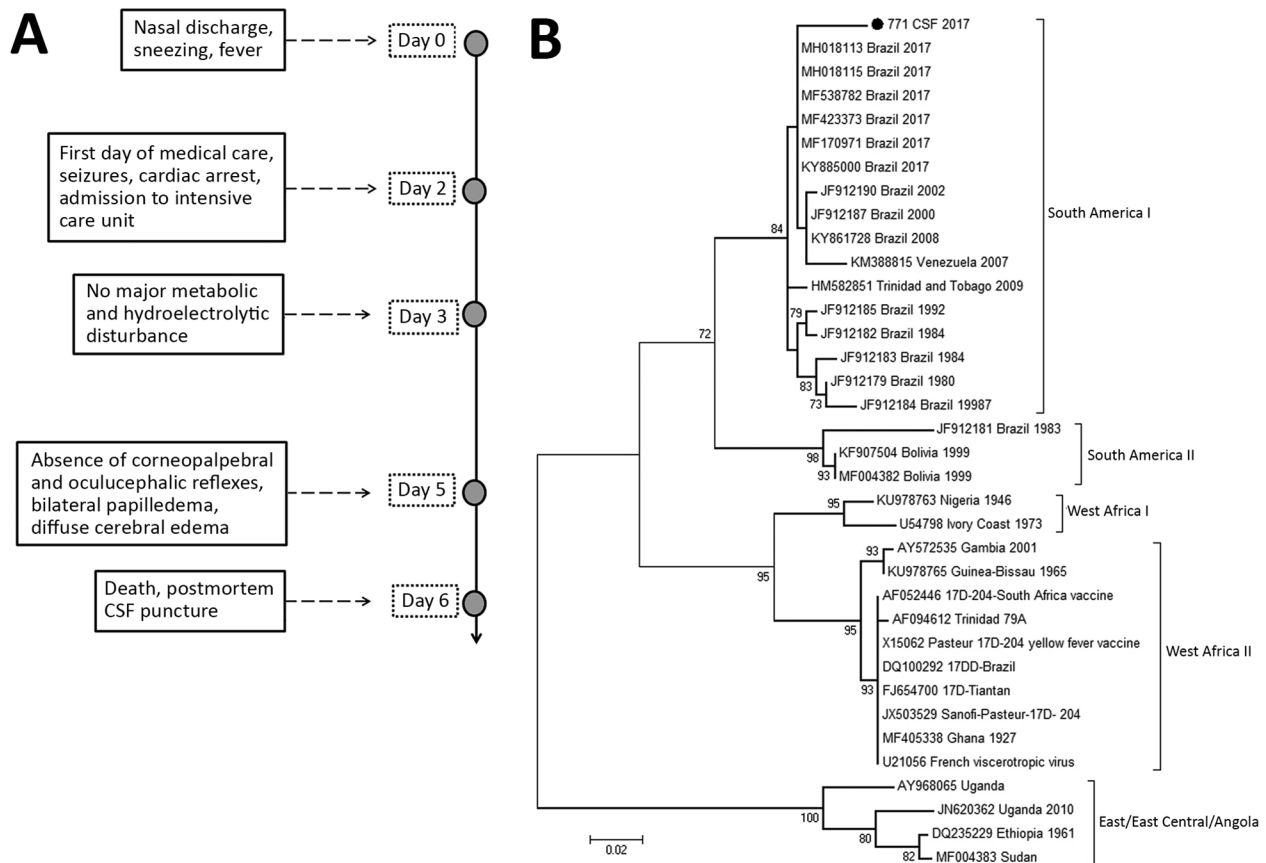 A
Nasal discharge,
sneezing, fever
Day 0
First day of medical care,
seizures, cardiac arrest,
admission to intensive
care unit
Day 2
No major metabolic
and hydroelectrolytic
disturbance
Day 3
Absence of corneopalpebral
and oculucephalic reflexes,
bilateral papilledema,
diffuse cerebral edema
Day 5
Death, postmortem
CSF puncture
Day 6
B
771 CSF 2017
MH018113 Brazil 2017
MH018115 Brazil 2017
MF538782 Brazil 2017
MF423373 Brazil 2017
MF170971 Brazil 2017
KY885000 Brazil 2017
JF912190 Brazil 2002
JF912187 Brazil 2000
KY861728 Brazil 2008
KM388815 Venezuela 2007
HM582851 Trinidad and Tobago 2009
JF912185 Brazil 1992
JF912182 Brazil 1984
JF912183 Brazil 1984
JF912179 Brazil 1980
JF912184 Brazil 19987
South America I
84
79
83
73
72
JF912181 Brazil 1983
KF907504 Bolivia 1999
MF004382 Bolivia 1999
South America II
98
93
KU978763 Nigeria 1946
U54798 Ivory Coast 1973
West Africa I
95
95
AY572535 Gambia 2001
KU978765 Guinea-Bissau 1965
AF052446 17D-204-South Africa vaccine
AF094612 Trinidad 79A
X15062 Pasteur 17D-204 yellow fever vaccine
DQ100292 17DD-Brazil
FJ654700 17D-Tiantan
JX503529 Sanofi-Pasteur-17D- 204
MF405338 Ghana 1927
U21056 French viscerotropic virus
West Africa II
93
95
93
AY968065 Uganda
JN620362 Uganda 2010
DQ235229 Ethiopia 1961
MF004383 Sudan
East/East Central/Angola
100
80
82
0.02